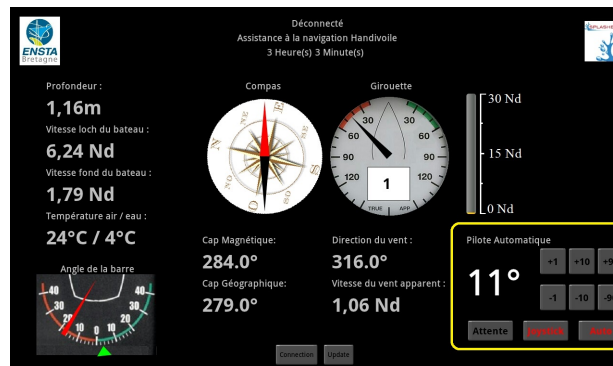 Déconnecté
Assistance à la navigation Handivoile
3 Heure(s) 3 Minute(s)
ENSTA
Bretagne
Profondeur :
1,16m
Vitesse loch du bateau :
6,24 Nd
Vitesse fond du bateau :
1,79 Nd
Température air / eau :
24°C / 4°C
Angle de la barre
40 40
30 30
20 10 0 10 20
Compas
N NE E SE S SO O NO
Cap Magnétique:
284.0°
Cap Géographique:
279.0°
Girouette
30 30
60 60
90 90
120 120
1
TRUE APP
Direction du vent :
316.0°
Vitesse du vent apparent :
1,06 Nd
30 Nd
15 Nd
0 Nd
Pilote Automatique
11°
+1 +10
-1 -10
Attente
Connection Update